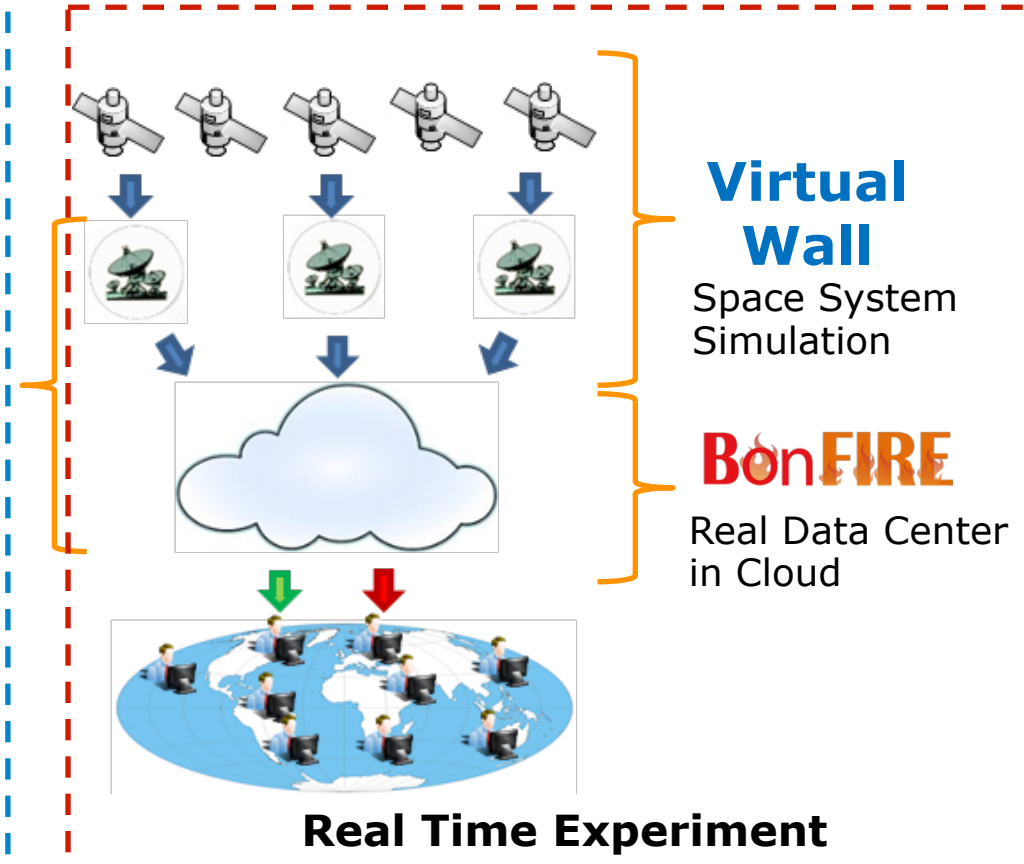 Virtual
Wall
Space System
Simulation
BonFIRE
Real Data Center
in Cloud
Real Time Experiment